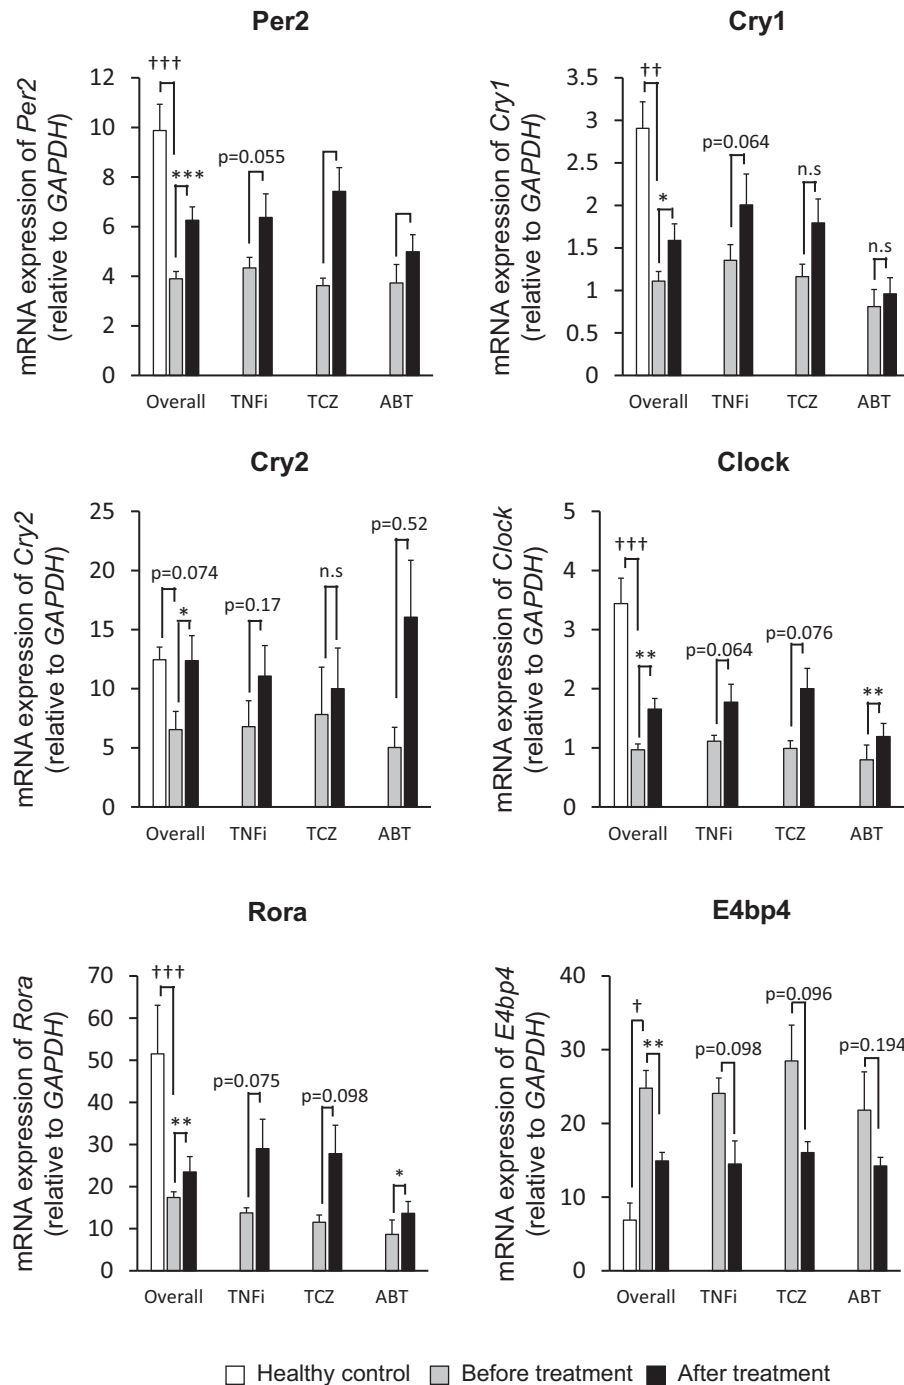 Per2
mRNA expression of Per2
(relative to GAPDH)
12
10
8
6
4
2
0
†††
***
p=0.055
Overall
TNFi
TCZ
ABT
Cry1
mRNA expression of Cry1
(relative to GAPDH)
3.5
3
2.5
2
1.5
1
0.5
0
††
*
p=0.064
n.s
n.s
Overall
TNFi
TCZ
ABT
Cry2
mRNA expression of Cry2
(relative to GAPDH)
25
20
15
10
5
0
p=0.074
*
p=0.17
n.s
p=0.52
Overall
TNFi
TCZ
ABT
Clock
mRNA expression of Clock
(relative to GAPDH)
5
4
3
2
1
0
†††
**
p=0.064
p=0.076
**
Overall
TNFi
TCZ
ABT
Rora
mRNA expression of Rora
(relative to GAPDH)
70
60
50
40
30
20
10
0
†††
**
p=0.075
p=0.098
*
Overall
TNFi
TCZ
ABT
E4bp4
mRNA expression of E4bp4
(relative to GAPDH)
40
30
20
10
0
†
**
p=0.098
p=0.096
p=0.194
Overall
TNFi
TCZ
ABT
Healthy control
Before treatment
After treatment